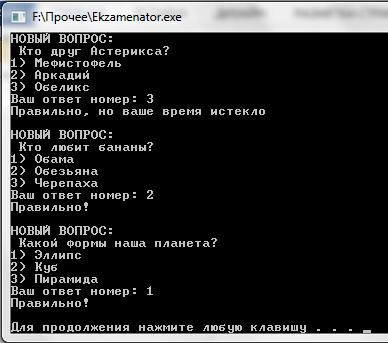 F:\Прочее\Ekzamenator.exe
НОВЫЙ ВОПРОС:
Кто друг Астерикса?
1) Мефистофель
2) Аркадий
3) Обеликс
Ваш ответ номер: 3
Правильно, но ваше время истекло
НОВЫЙ ВОПРОС:
Кто любит бананы?
1) Обама
2) Обезьяна
3) Черепаха
Ваш ответ номер: 2
Правильно!
НОВЫЙ ВОПРОС:
Какой формы наша планета?
1) Эллипс
2) Куб
3) Пирамида
Ваш ответ номер: 1
Правильно!
Для продолжения нажмите любую клавишу . . . _